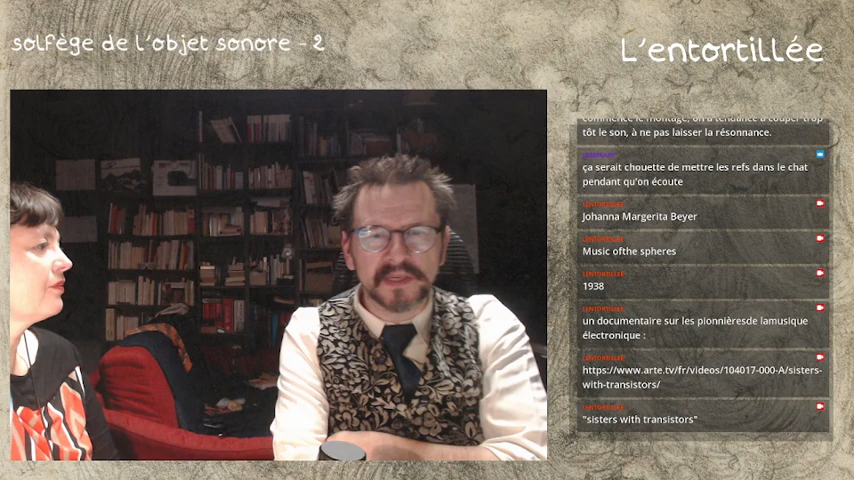 solfège de l'objet sonore - 2
L'entortillée
commence le montage, on a tendance à couper trop
tôt le son, à ne pas laisser la résonnance.
ça serait chouette de mettre les refs dans le chat
pendant qu'on écoute
LENTORTILLEE
Johanna Margerita Beyer
LENTORTILLEE
Music ofthe spheres
LENTORTILLEE
1938
LENTORTILLEE
un documentaire sur les pionnièresde lamusique
électronique :
LENTORTILLEE
https://www.arte.tv/fr/videos/104017-000-A/sisters-
with-transistors/
LENTORTILLEE
"sisters with transistors"